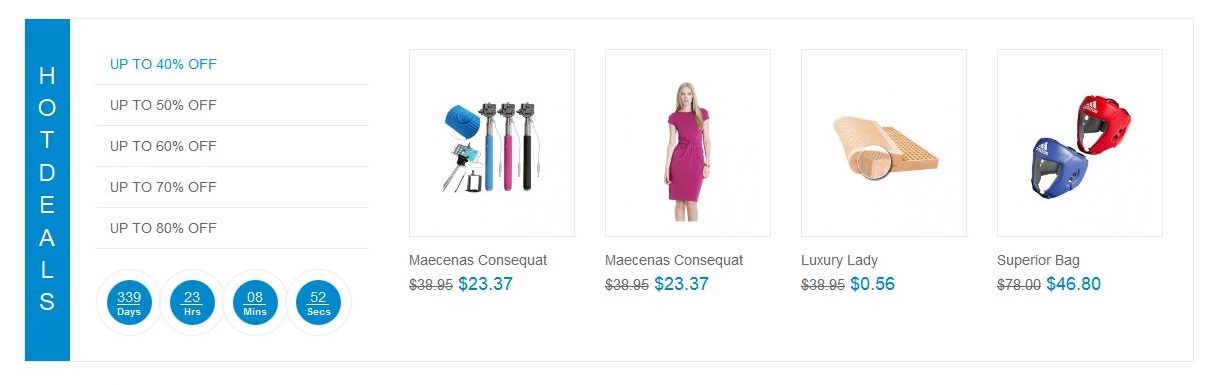 HOT DEALS
UP TO 40% OFF
UP TO 50% OFF
UP TO 60% OFF
UP TO 70% OFF
UP TO 80% OFF
339 Days
23 Hrs
08 Mins
52 Secs
Maecenas Consequat
$38.95 $23.37
Maecenas Consequat
$38.95 $23.37
Luxury Lady
$38.95 $0.56
Superior Bag
$78.00 $46.80